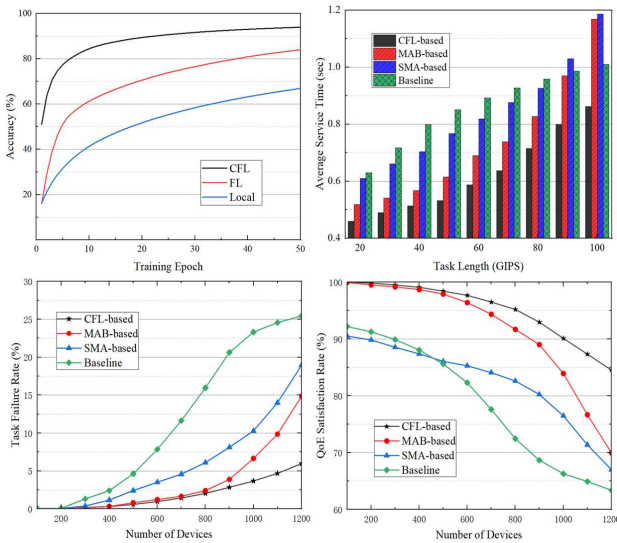 100
80
60
40
20
0
10
20
30
40
50
Accuracy (%)
Training Epoch
CFL
FL
Local
1.2
1.0
0.8
0.6
0.4
20
40
60
80
100
Average Service Time (sec)
Task Length (GIPS)
CFL-based
MAB-based
SMA-based
Baseline
30
25
20
15
10
5
0
200
400
600
800
1000
1200
Task Failure Rate (%)
Number of Devices
CFL-based
MAB-based
SMA-based
Baseline
100
90
80
70
60
200
400
600
800
1000
1200
QoE Satisfaction Rate (%)
Number of Devices
CFL-based
MAB-based
SMA-based
Baseline